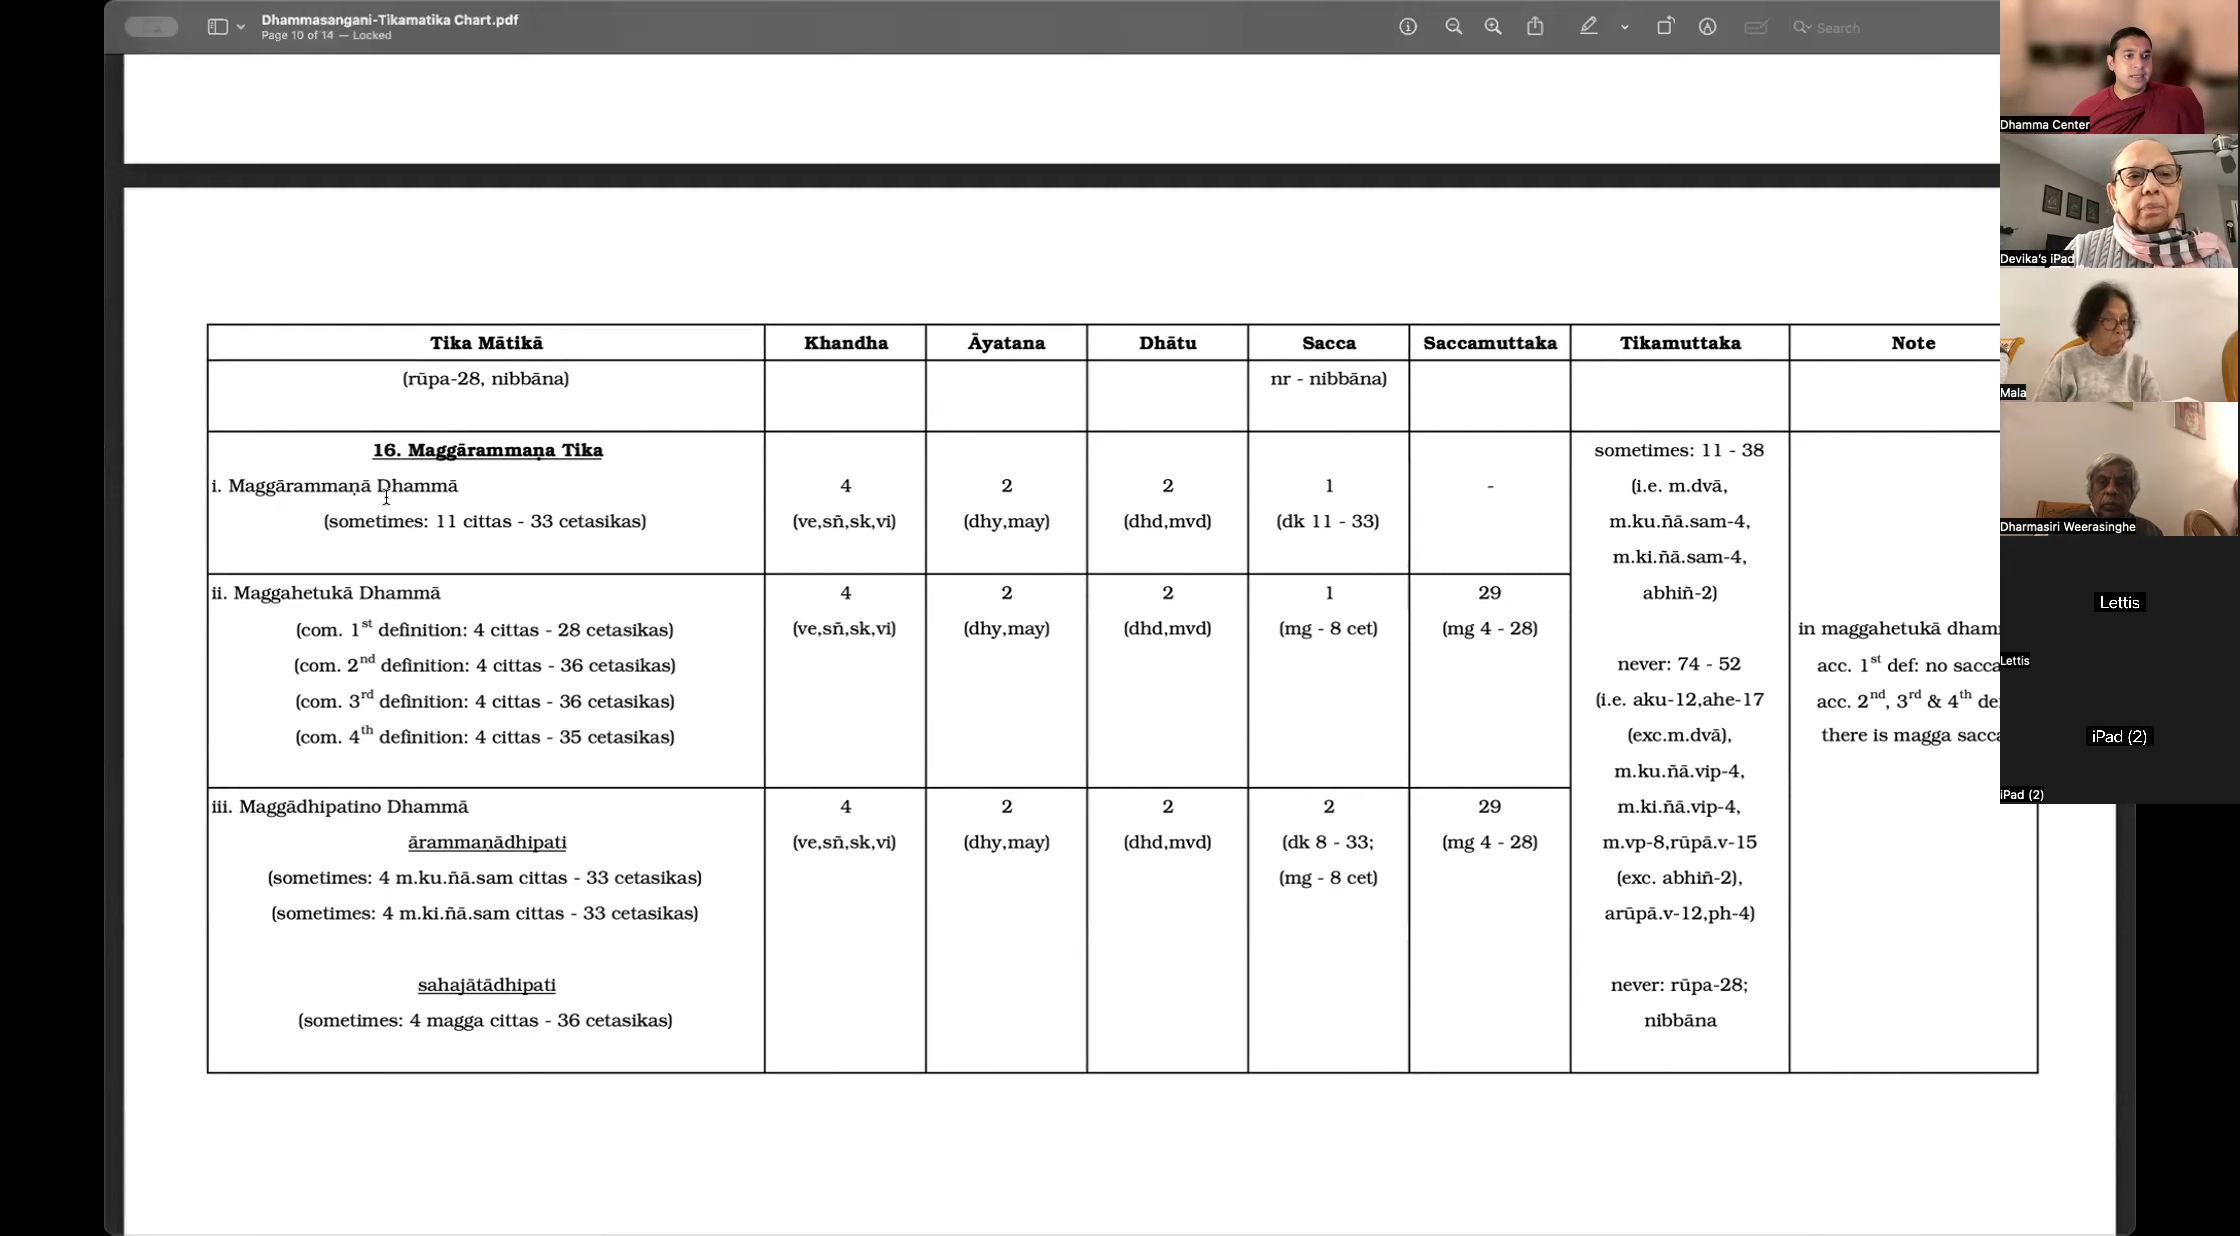 Dhammasangani-Tikamatika Chart.pdf
Page 10 of 14 — Locked
Search
Tika Mātikā
Khandha
Āyatana
Dhātu
Sacca
Saccamuttaka
Tikamuttaka
Note
(rūpa-28, nibbāna)
nr - nibbāna)
16. Maggārammaṇa Tika
i. Maggārammaṇā Dhammā
(sometimes: 11 cittas - 33 cetasikas)
4
(ve,sñ,sk,vi)
2
(dhy,may)
2
(dhd,mvd)
1
(dk 11 - 33)
-
ii. Maggahetukā Dhammā
(com. 1st definition: 4 cittas - 28 cetasikas)
(com. 2nd definition: 4 cittas - 36 cetasikas)
(com. 3rd definition: 4 cittas - 36 cetasikas)
(com. 4th definition: 4 cittas - 35 cetasikas)
4
(ve,sñ,sk,vi)
2
(dhy,may)
2
(dhd,mvd)
1
(mg - 8 cet)
29
(mg 4 - 28)
iii. Maggādhipatino Dhammā
ārammaṇādhipati
(sometimes: 4 m.ku.ñā.sam cittas - 33 cetasikas)
(sometimes: 4 m.ki.ñā.sam cittas - 33 cetasikas)
sahajātādhipati
(sometimes: 4 magga cittas - 36 cetasikas)
4
(ve,sñ,sk,vi)
2
(dhy,may)
2
(dhd,mvd)
2
(dk 8 - 33;
(mg - 8 cet)
29
(mg 4 - 28)
sometimes: 11 - 38
(i.e. m.dvā,
m.ku.ñā.sam-4,
m.ki.ñā.sam-4,
abhiñ-2)
never: 74 - 52
(i.e. aku-12,ahe-17
(exc.m.dvā),
m.ku.ñā.vip-4,
m.ki.ñā.vip-4,
m.vp-8,rūpā.v-15
(exc. abhiñ-2),
arūpā.v-12,ph-4)
never: rūpa-28;
nibbāna
in maggahetukā
acc. 1st def: no sacca
acc. 2nd, 3rd & 4th
there is magga sacca
Dhamma Center
Devika's iPad
Mala
Dharmasiri Weerasinghe
Lettis
Lettis
iPad (2)
iPad (2)